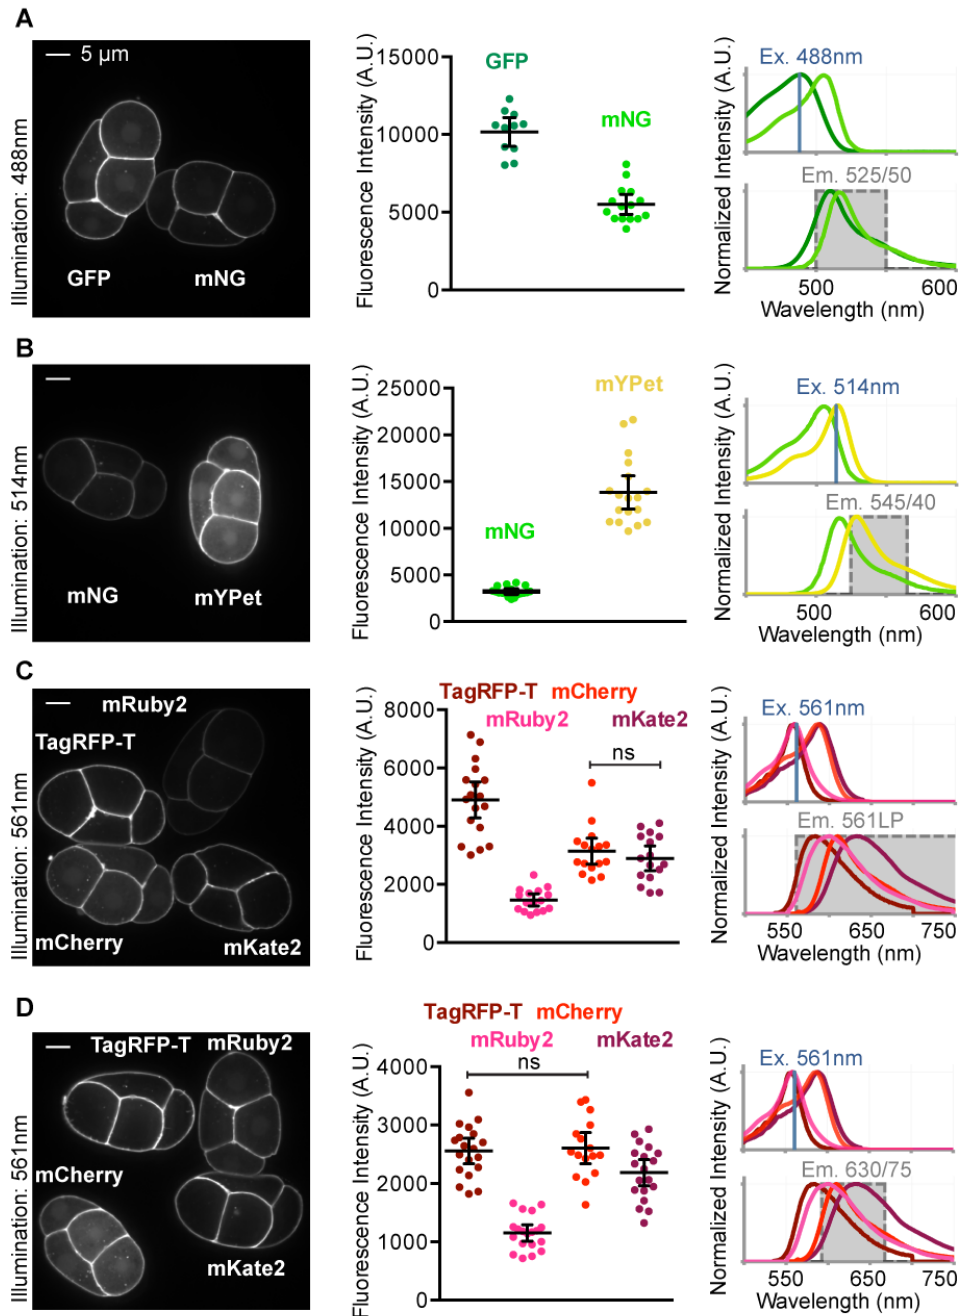 A
Illumination: 488nm
5 µm
GFP
mNG
Fluorescence Intensity (A.U.)
15000
10000
5000
0
GFP
mNG
Normalized Intensity (A.U.)
Ex. 488nm
Em. 525/50
500
600
Wavelength (nm)
B
Illumination: 514nm
mNG
mYPet
Fluorescence Intensity (A.U.)
25000
20000
15000
10000
5000
0
mYPet
mNG
Normalized Intensity (A.U.)
Ex. 514nm
Em. 545/40
500
600
Wavelength (nm)
C
Illumination: 561nm
mRuby2
TagRFP-T
mCherry
mKate2
Fluorescence Intensity (A.U.)
TagRFP-T mCherry
mRuby2 mKate2
8000
6000
4000
2000
0
ns
Normalized Intensity (A.U.)
Ex. 561nm
Em. 561LP
550
650
750
Wavelength (nm)
D
Illumination: 561nm
TagRFP-T mRuby2
mCherry
mKate2
Fluorescence Intensity (A.U.)
TagRFP-T mCherry
mRuby2 mKate2
4000
3000
2000
1000
0
ns
Normalized Intensity (A.U.)
Ex. 561nm
Em. 630/75
550
650
750
Wavelength (nm)